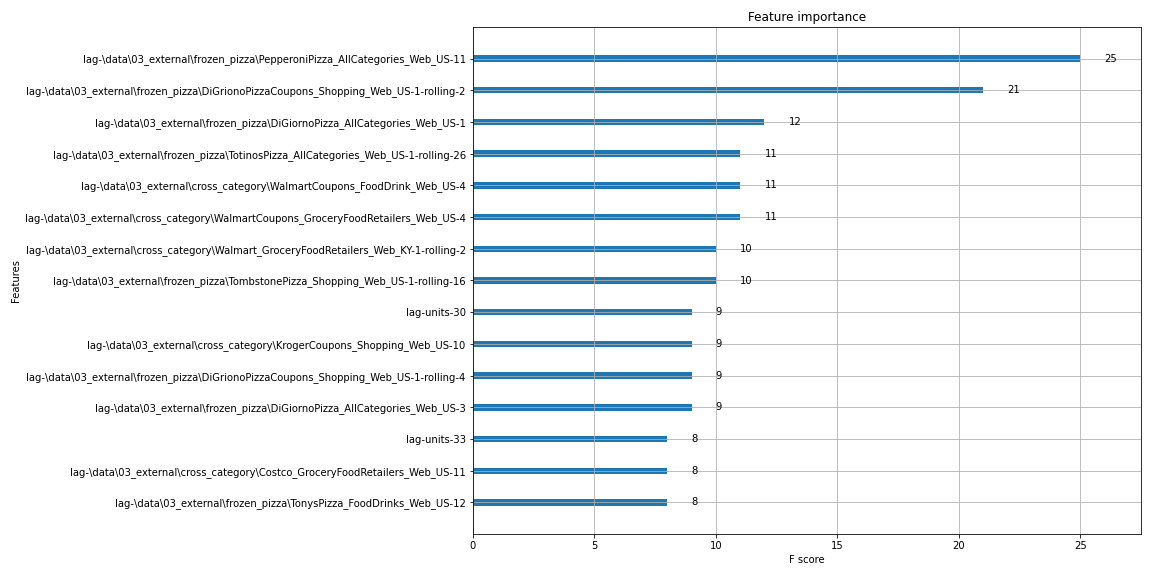 Feature importance
lag-\data\03_external\frozen_pizza\PepperoniPizza_AllCategories_Web_US-11 25
lag-\data\03_external\frozen_pizza\DiGrionoPizzaCoupons_Shopping_Web_US-1-rolling-2 21
lag-\data\03_external\frozen_pizza\DiGiornoPizza_AllCategories_Web_US-1 12
lag-\data\03_external\frozen_pizza\TotinosPizza_AllCategories_Web_US-1-rolling-26 11
lag-\data\03_external\cross_category\WalmartCoupons_FoodDrink_Web_US-4 11
lag-\data\03_external\cross_category\WalmartCoupons_GroceryFoodRetailers_Web_US-4 11
lag-\data\03_external\cross_category\Walmart_GroceryFoodRetailers_Web_KY-1-rolling-2 10
lag-\data\03_external\frozen_pizza\TombstonePizza_Shopping_Web_US-1-rolling-16 10
lag-units-30 9
lag-\data\03_external\cross_category\KrogerCoupons_Shopping_Web_US-10 9
lag-\data\03_external\frozen_pizza\DiGrionoPizzaCoupons_Shopping_Web_US-1-rolling-4 9
lag-\data\03_external\frozen_pizza\DiGiornoPizza_AllCategories_Web_US-3 9
lag-units-33 8
lag-\data\03_external\cross_category\Costco_GroceryFoodRetailers_Web_US-11 8
lag-\data\03_external\frozen_pizza\TonysPizza_FoodDrinks_Web_US-12 8
Features
0 5 10 15 20 25
F score